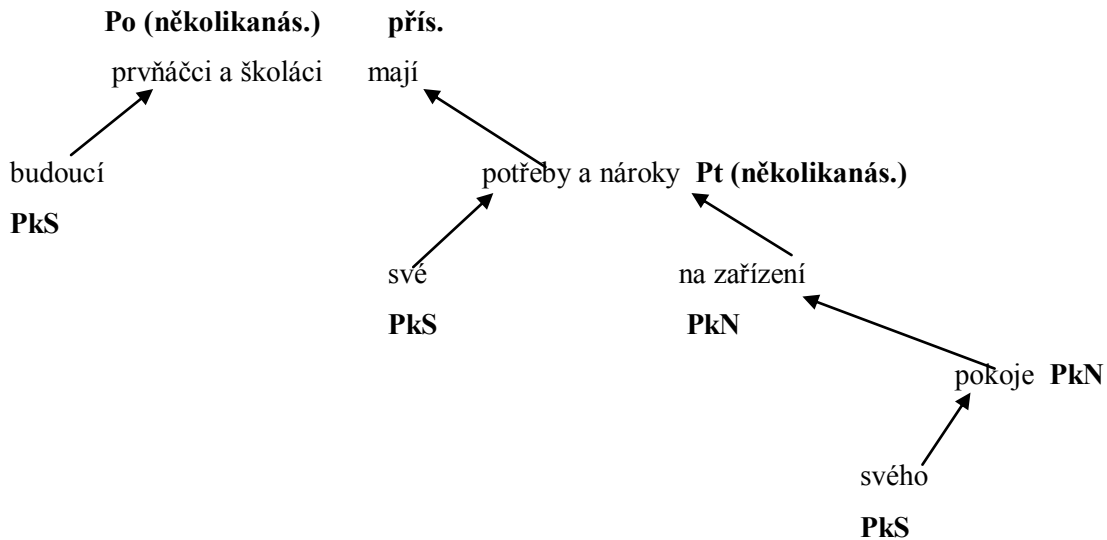 Po (několikanás.) přís.
prvňáčci a školáci mají
budoucí potřeby a nároky Pt (několikanás.)
PkS
své na zařízení
PkS PkN
pokoje PkN
svého
PkS